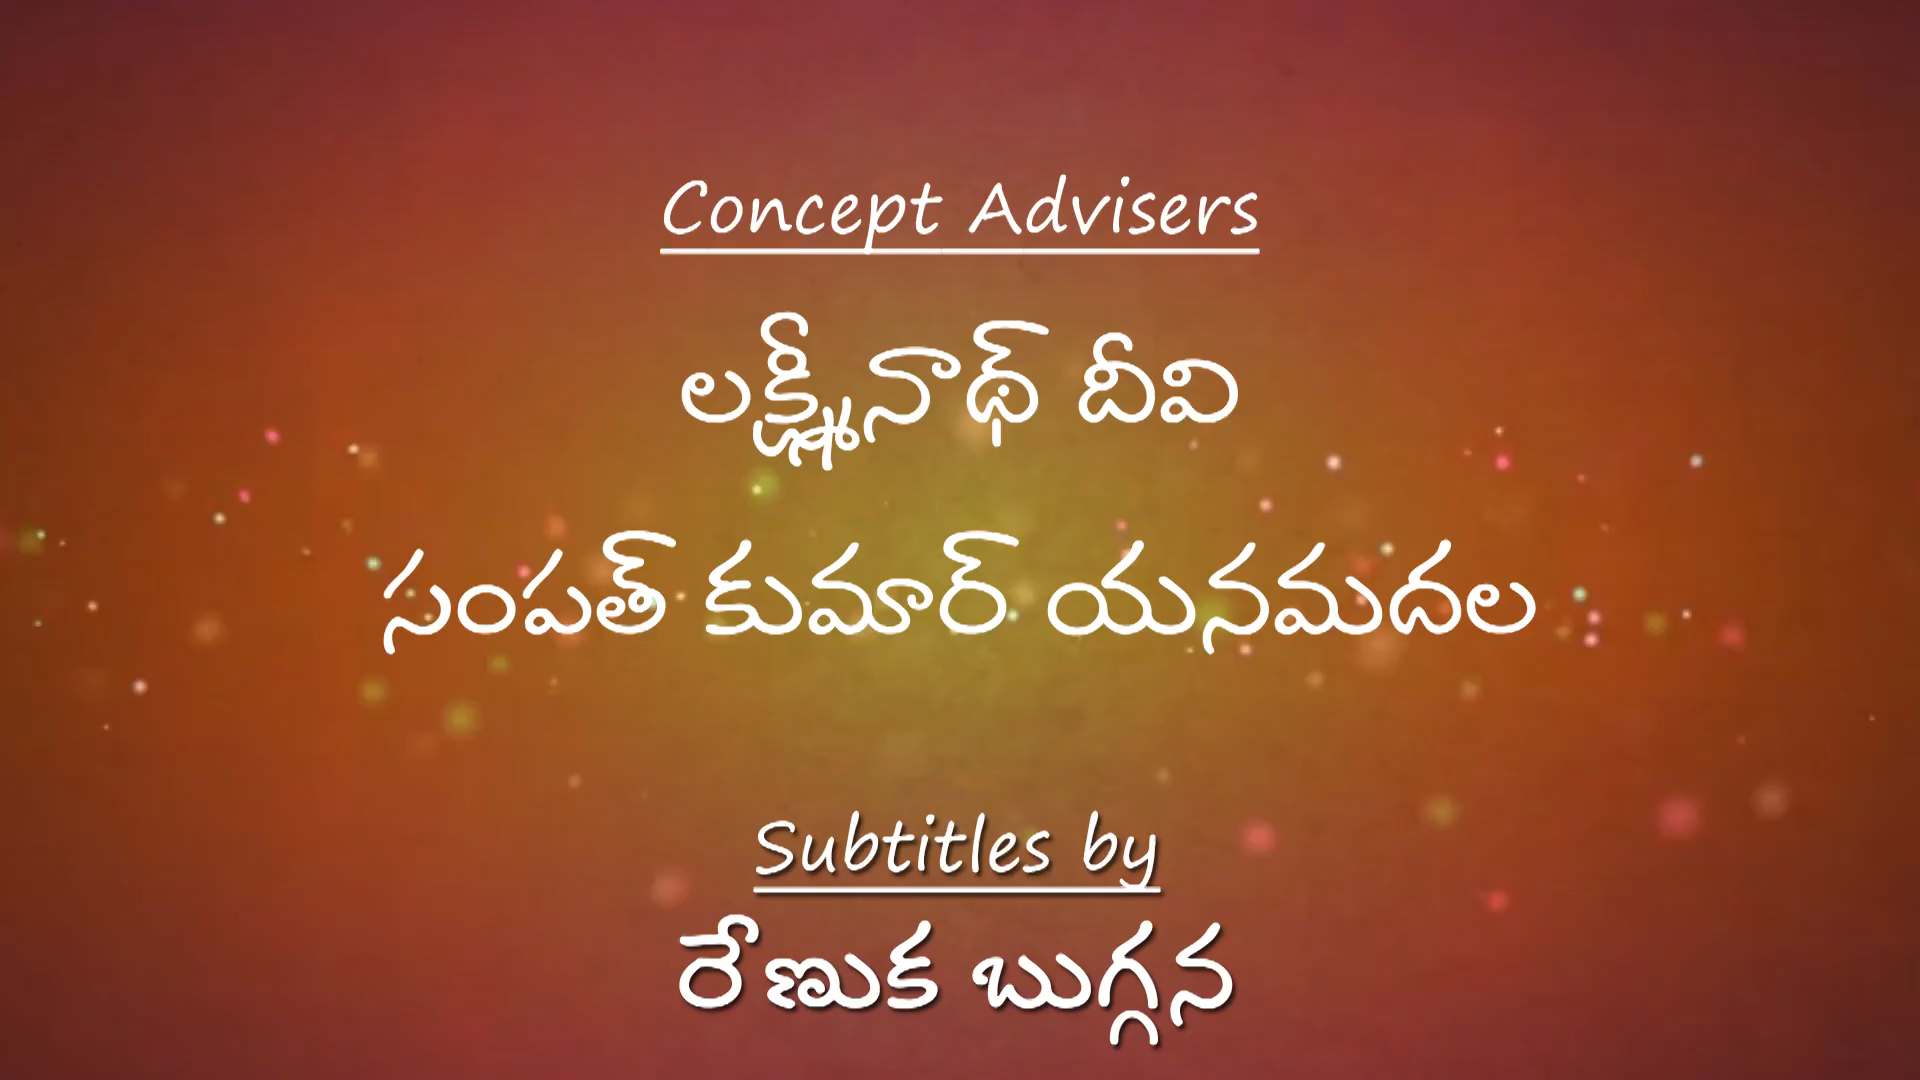 Concept Advisers
లక్ష్మీనాథ్ దీవి
సంపత్ కుమార్ యనమదల
Subtitles by
రేణుక బుగ్గన